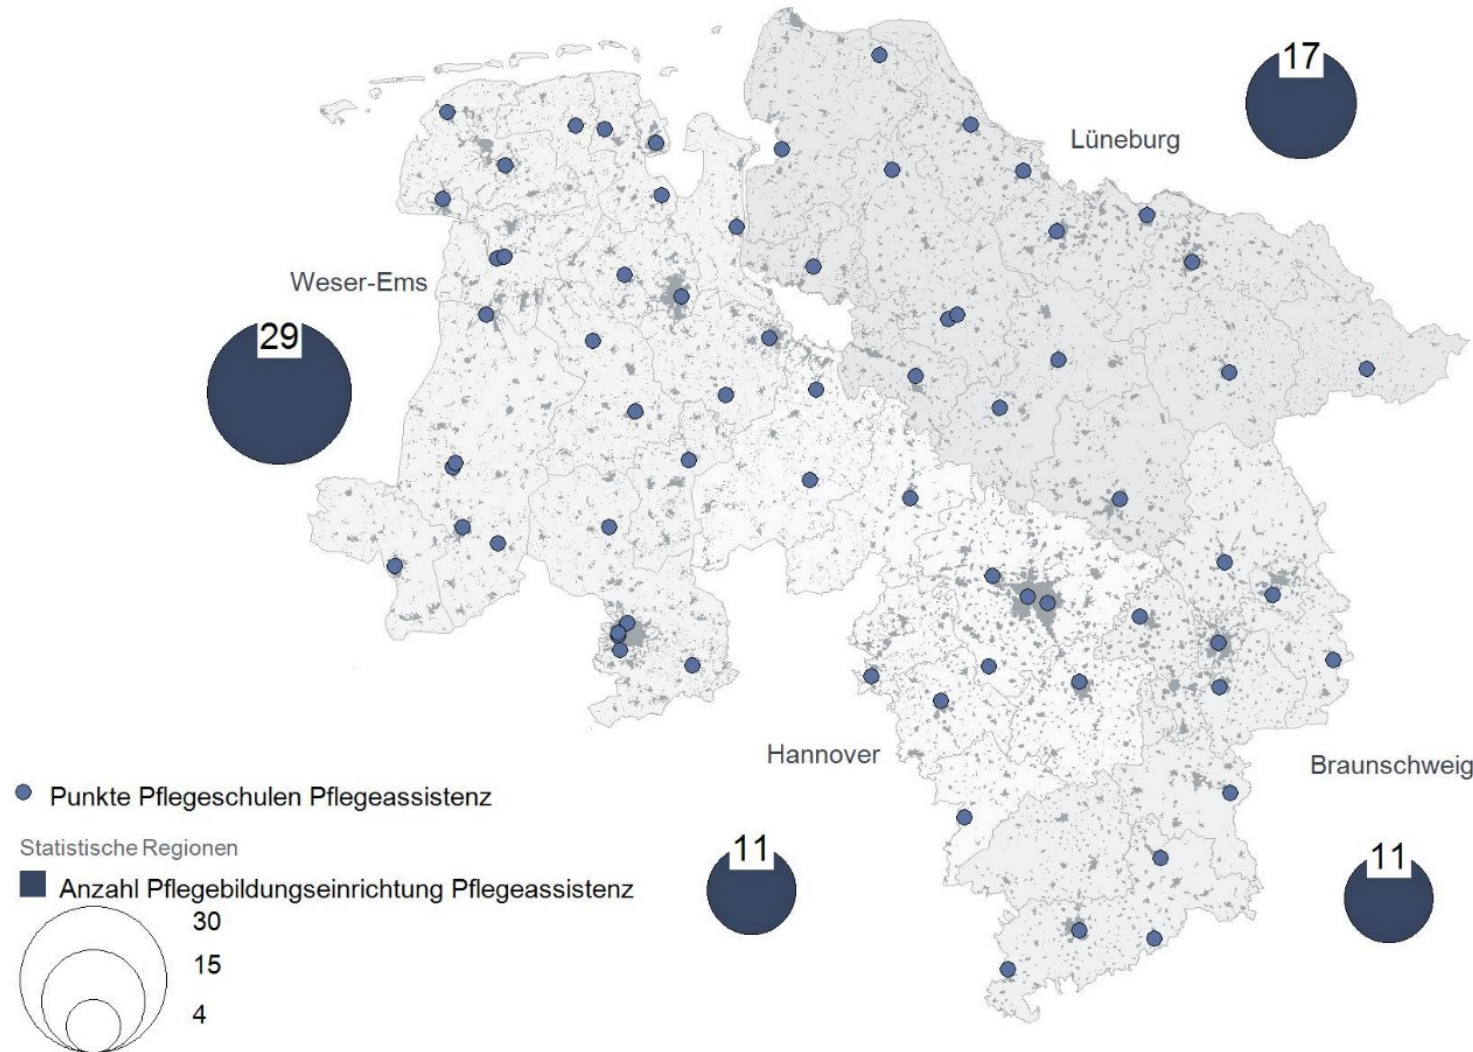 17
Lüneburg
Weser-Ems
29
Hannover
Braunschweig
Punkte Pflegeschulen Pflegeassistenz
Statistische Regionen
Anzahl Pflegebildungseinrichtung Pflegeassistenz
11
11
30
15
4